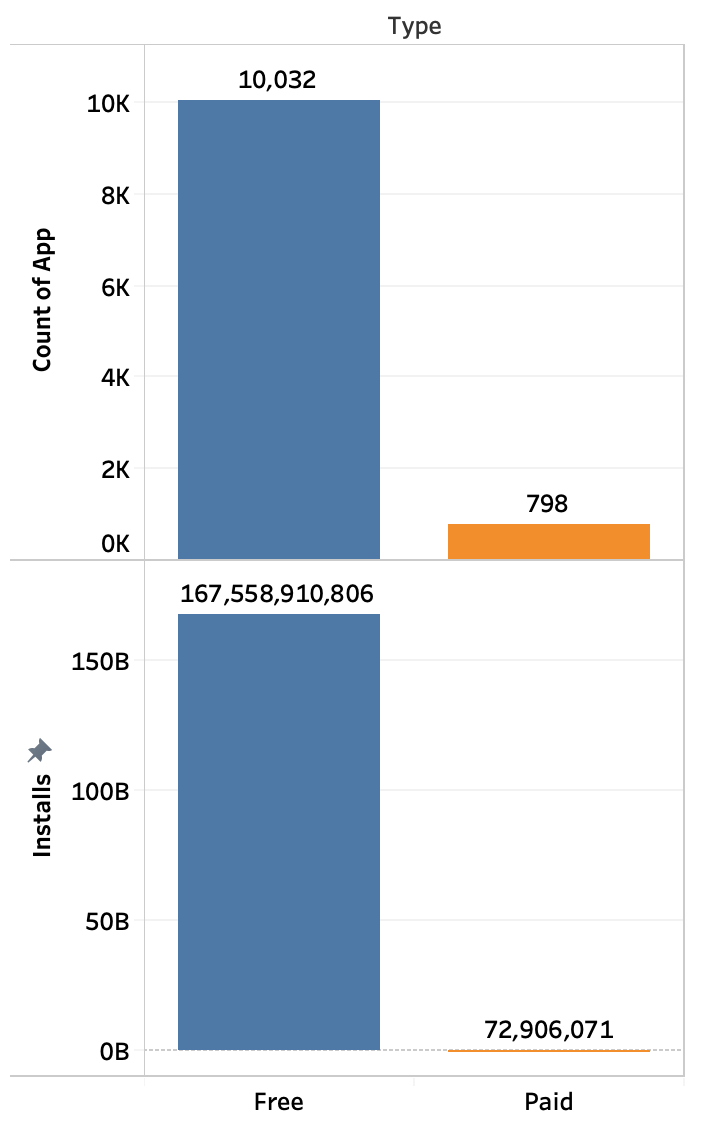 Type
10,032
10K
8K
6K
4K
2K
0K
Count of App
798
167,558,910,806
150B
100B
50B
0B
Installs
72,906,071
Free
Paid